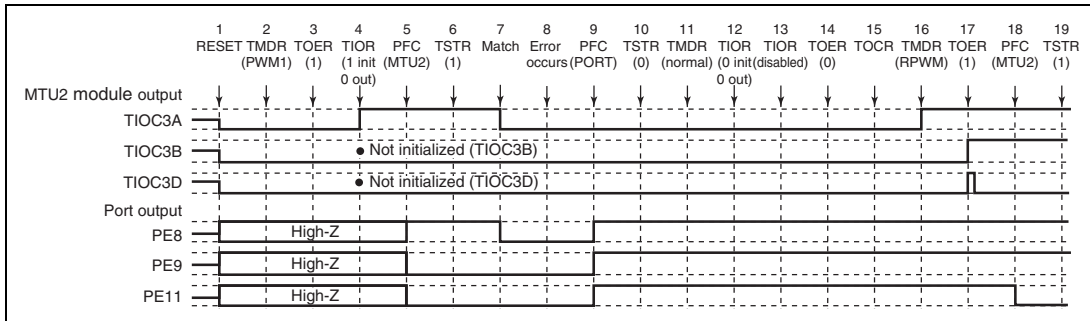 1 2 3 4 5 6 7 8 9 10 11 12 13 14 15 16 17 18 19
RESET TMDR TOER TIOR PFC TSTR Match Error PFC TSTR TMDR TIOR TIOR TOER TOCR TMDR TOER PFC TSTR
(PWM1) (1) (1 init (MTU2) (1) occurs (PORT) (0) (normal) (0 init (disabled) (0) (RPWM) (1) (MTU2) (1)
0 out) 0 out)
MTU2 module output
TIOC3A
TIOC3B • Not initialized (TIOC3B)
TIOC3D • Not initialized (TIOC3D)
Port output
PE8 High-Z
PE9 High-Z
PE11 High-Z